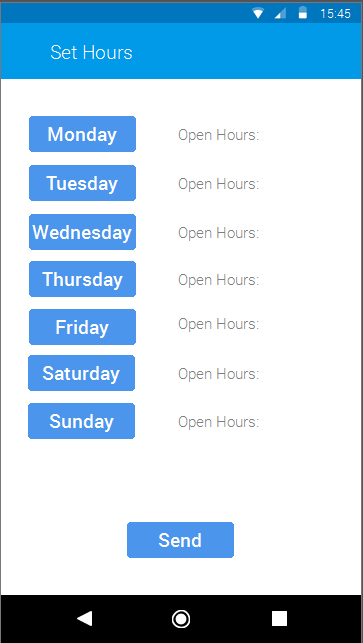 15:45
Set Hours
Monday Open Hours:
Tuesday Open Hours:
Wednesday Open Hours:
Thursday Open Hours:
Friday Open Hours:
Saturday Open Hours:
Sunday Open Hours:
Send